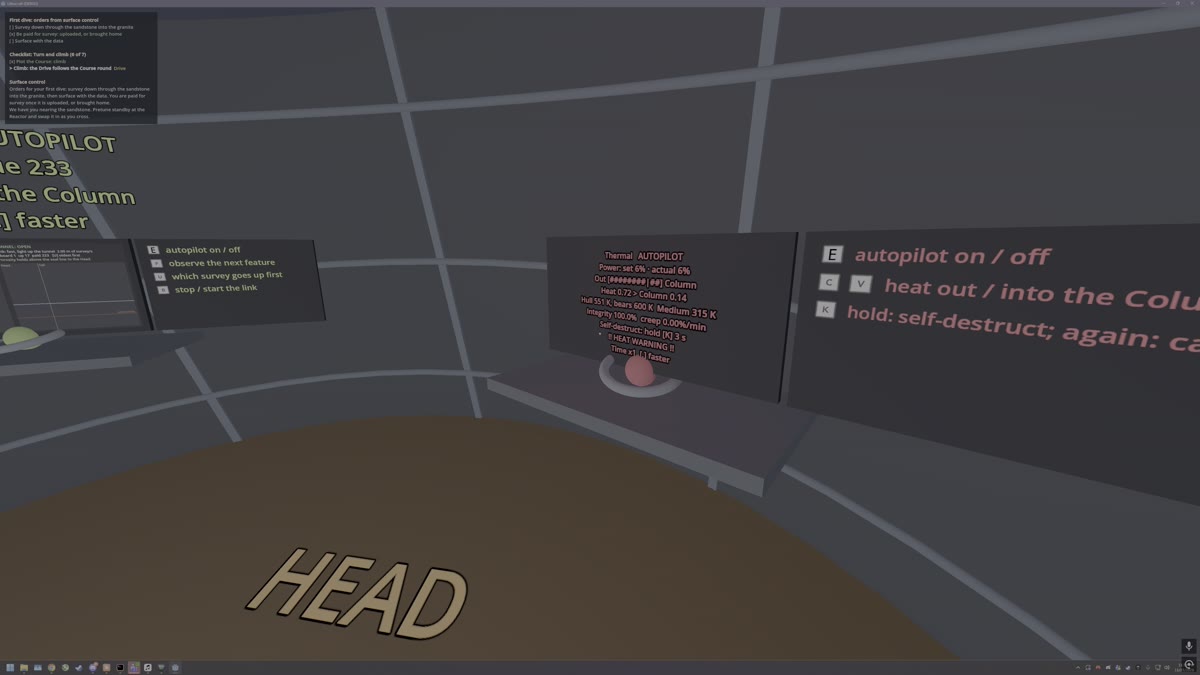 First dive: orders from surface control
[ ] Survey down through the sandstone into the granite
[x] Be paid for survey: uploaded, or brought home
[ ] Surface with the data
Checklist: Turn and climb (6 of 7)
[x] Plot the Course: climb
> Climb: the Drive follows the Course round Drive
Surface control
Orders for your first dive: survey down through the sandstone
into the granite, then surface with the data. You are paid for
survey once it is uploaded, or brought home.
We have you nearing the sandstone. Pretune standby at the
Reactor and swap it in as you cross.
UTOPILOT
ue 233
the Column
] faster
E autopilot on / off
observe the next feature
which survey goes up first
stop / start the link
Thermal AUTOPILOT
Power: set 6% · actual 6%
Out [########|##] Column
Heat 0.72 > Column 0.14
Hull 551 K, bears 600 K Medium 315 K
Integrity 100.0% creep 0.00%/min
Self-destruct: hold [K] 3 s
!! HEAT WARNING !!
Time x1 [.] faster
E autopilot on / off
C V heat out / into the Colu
K hold: self-destruct; again: ca
HEAD